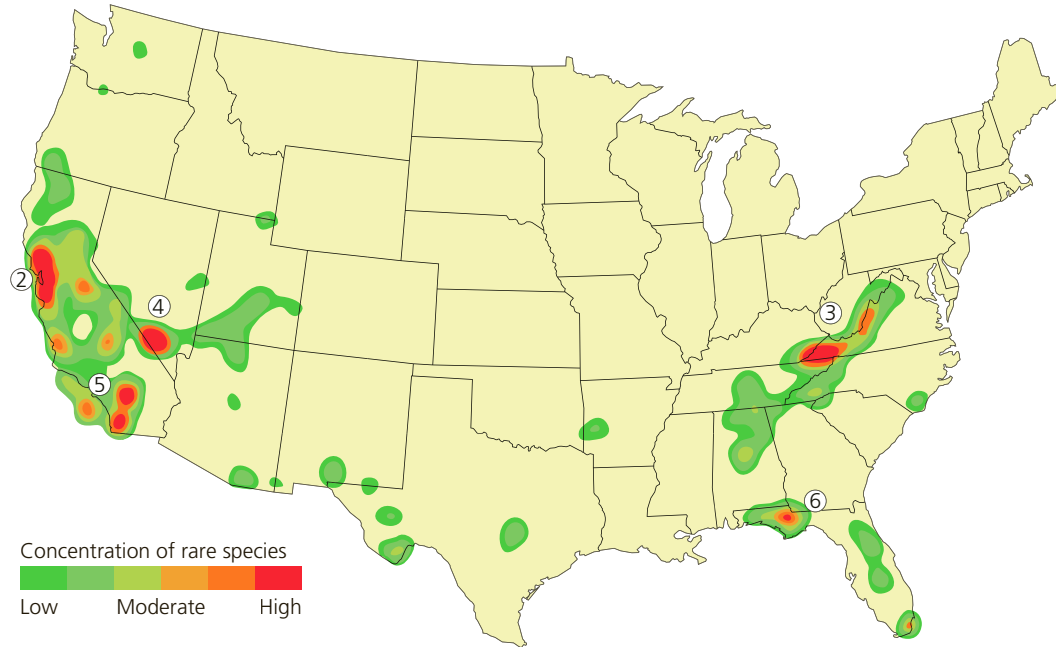 ②
④
③
⑤
⑥
Concentration of rare species
Low Moderate High